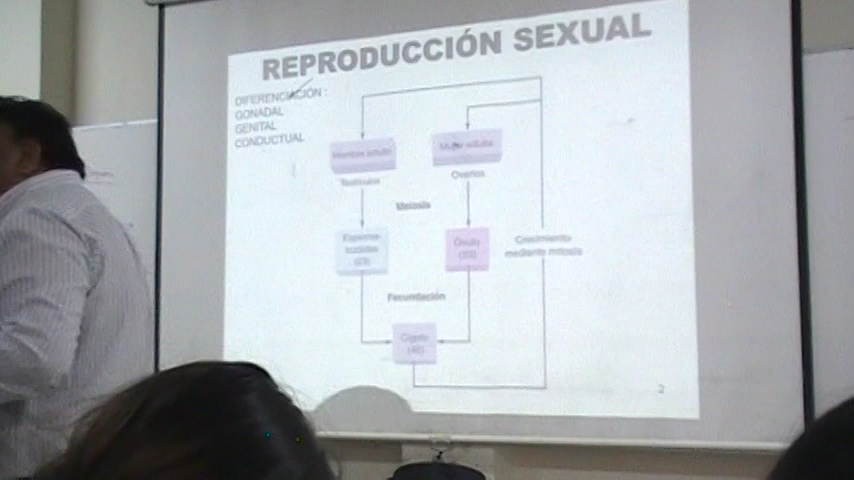 REPRODUCCIÓN SEXUAL
DIFERENCIACIÓN :
GONADAL
GENITAL
CONDUCTUAL
Hombre adulto
Mujer adulta
Testículos
Ovarios
Meiosis
Esperma-
tozoides
(23)
Óvulo
(23)
Crecimiento
mediante mitosis
Fecundación
Cigoto
(46)
2